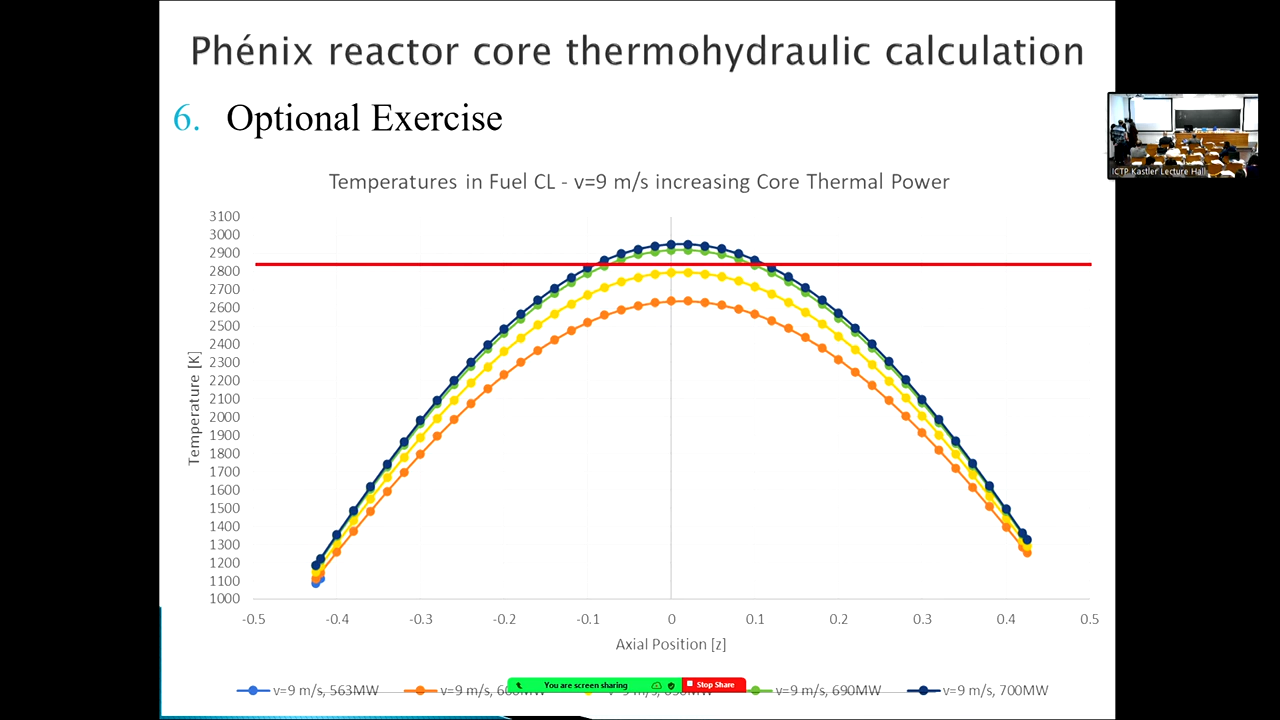 Phénix reactor core thermohydraulic calculation
6. Optional Exercise
ICTP Kastler Lecture Hall
Temperatures in Fuel CL - v=9 m/s increasing Core Thermal Power
3100
3000
2900
2800
2700
2600
2500
2400
2300
2200
2100
2000
1900
1800
1700
1600
1500
1400
1300
1200
1100
1000
Temperature [K]
-0.5 -0.4 -0.3 -0.2 -0.1 0 0.1 0.2 0.3 0.4 0.5
Axial Position [z]
v=9 m/s, 563MW v=9 m/s, v=9 m/s, 690MW v=9 m/s, 700MW
You are screen sharing Stop Share